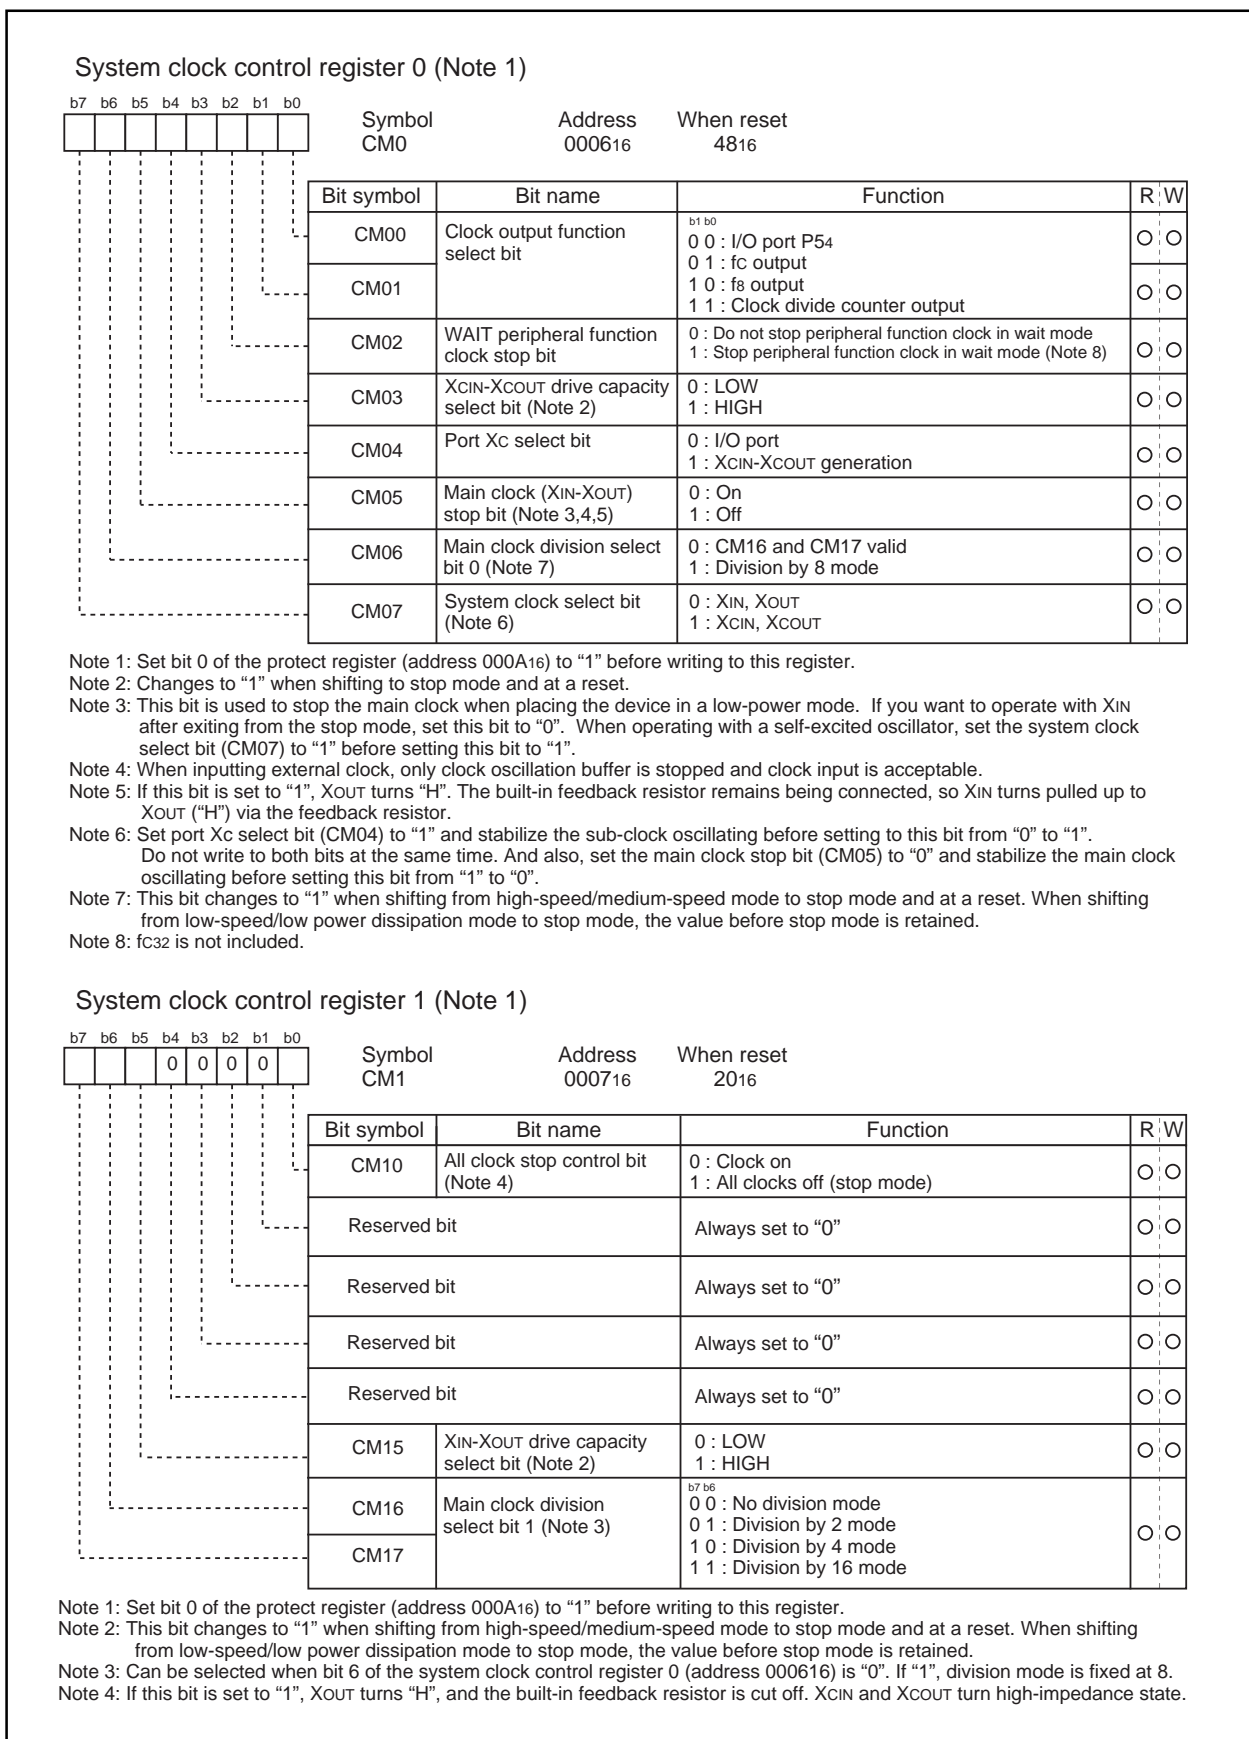 System clock control register 0 (Note 1)
b7 b6 b5 b4 b3 b2 b1 b0
Symbol Address When reset
CM0 000616 4816
Bit symbol Bit name Function R W
CM00 Clock output function select bit
b1 b0
0 0 : I/O port P54
0 1 : fC output
1 0 : f8 output
1 1 : Clock divide counter output
CM01
CM02 WAIT peripheral function clock stop bit
0 : Do not stop peripheral function clock in wait mode
1 : Stop peripheral function clock in wait mode (Note 8)
CM03 XCIN-XCOUT drive capacity select bit (Note 2)
0 : LOW
1 : HIGH
CM04 Port XC select bit
0 : I/O port
1 : XCIN-XCOUT generation
CM05 Main clock (XIN-XOUT) stop bit (Note 3,4,5)
0 : On
1 : Off
CM06 Main clock division select bit 0 (Note 7)
0 : CM16 and CM17 valid
1 : Division by 8 mode
CM07 System clock select bit (Note 6)
0 : XIN, XOUT
1 : XCIN, XCOUT
Note 1: Set bit 0 of the protect register (address 000A16) to “1” before writing to this register.
Note 2: Changes to “1” when shifting to stop mode and at a reset.
Note 3: This bit is used to stop the main clock when placing the device in a low-power mode. If you want to operate with XIN
after exiting from the stop mode, set this bit to “0”. When operating with a self-excited oscillator, set the system clock
select bit (CM07) to “1” before setting this bit to “1”.
Note 4: When inputting external clock, only clock oscillation buffer is stopped and clock input is acceptable.
Note 5: If this bit is set to “1”, XOUT turns “H”. The built-in feedback resistor remains being connected, so XIN turns pulled up to
XOUT (“H”) via the feedback resistor.
Note 6: Set port Xc select bit (CM04) to “1” and stabilize the sub-clock oscillating before setting to this bit from “0” to “1”.
Do not write to both bits at the same time. And also, set the main clock stop bit (CM05) to “0” and stabilize the main clock
oscillating before setting this bit from “1” to “0”.
Note 7: This bit changes to “1” when shifting from high-speed/medium-speed mode to stop mode and at a reset. When shifting
from low-speed/low power dissipation mode to stop mode, the value before stop mode is retained.
Note 8: fC32 is not included.
System clock control register 1 (Note 1)
b7 b6 b5 b4 b3 b2 b1 b0
0 0 0 0
Symbol Address When reset
CM1 000716 2016
Bit symbol Bit name Function R W
CM10 All clock stop control bit (Note 4)
0 : Clock on
1 : All clocks off (stop mode)
Reserved bit Always set to “0”
Reserved bit Always set to “0”
Reserved bit Always set to “0”
Reserved bit Always set to “0”
CM15 XIN-XOUT drive capacity select bit (Note 2)
0 : LOW
1 : HIGH
CM16 Main clock division select bit 1 (Note 3)
b7 b6
0 0 : No division mode
0 1 : Division by 2 mode
1 0 : Division by 4 mode
1 1 : Division by 16 mode
CM17
Note 1: Set bit 0 of the protect register (address 000A16) to “1” before writing to this register.
Note 2: This bit changes to “1” when shifting from high-speed/medium-speed mode to stop mode and at a reset. When shifting
from low-speed/low power dissipation mode to stop mode, the value before stop mode is retained.
Note 3: Can be selected when bit 6 of the system clock control register 0 (address 000616) is “0”. If “1”, division mode is fixed at 8.
Note 4: If this bit is set to “1”, XOUT turns “H”, and the built-in feedback resistor is cut off. XCIN and XCOUT turn high-impedance state.